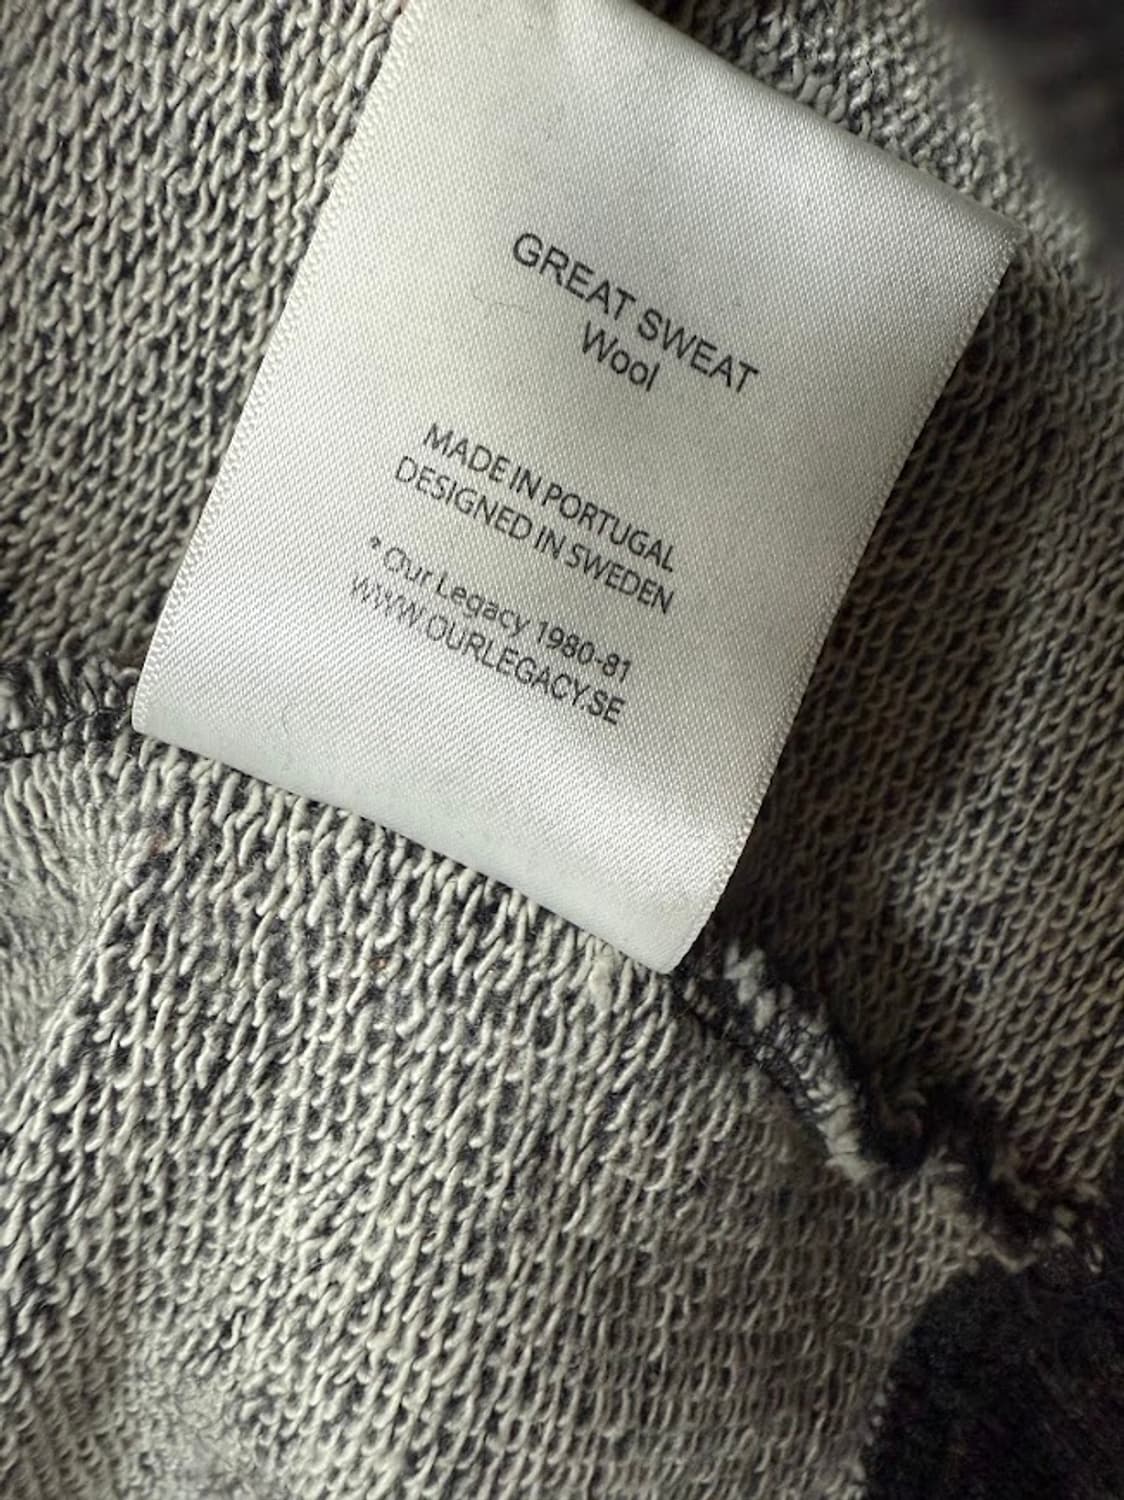 GREAT SWEAT
Wool
MADE IN PORTUGAL
DESIGNED IN SWEDEN
* Our Legacy 1980-81
WWW.OURLEGACY.SE